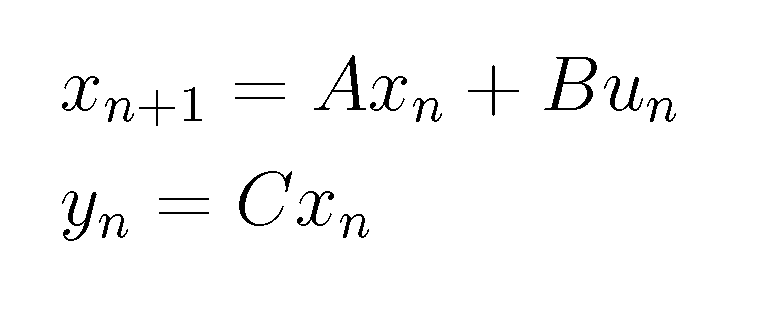 x_{n+1} = Ax_n + Bu_n
y_n = Cx_n